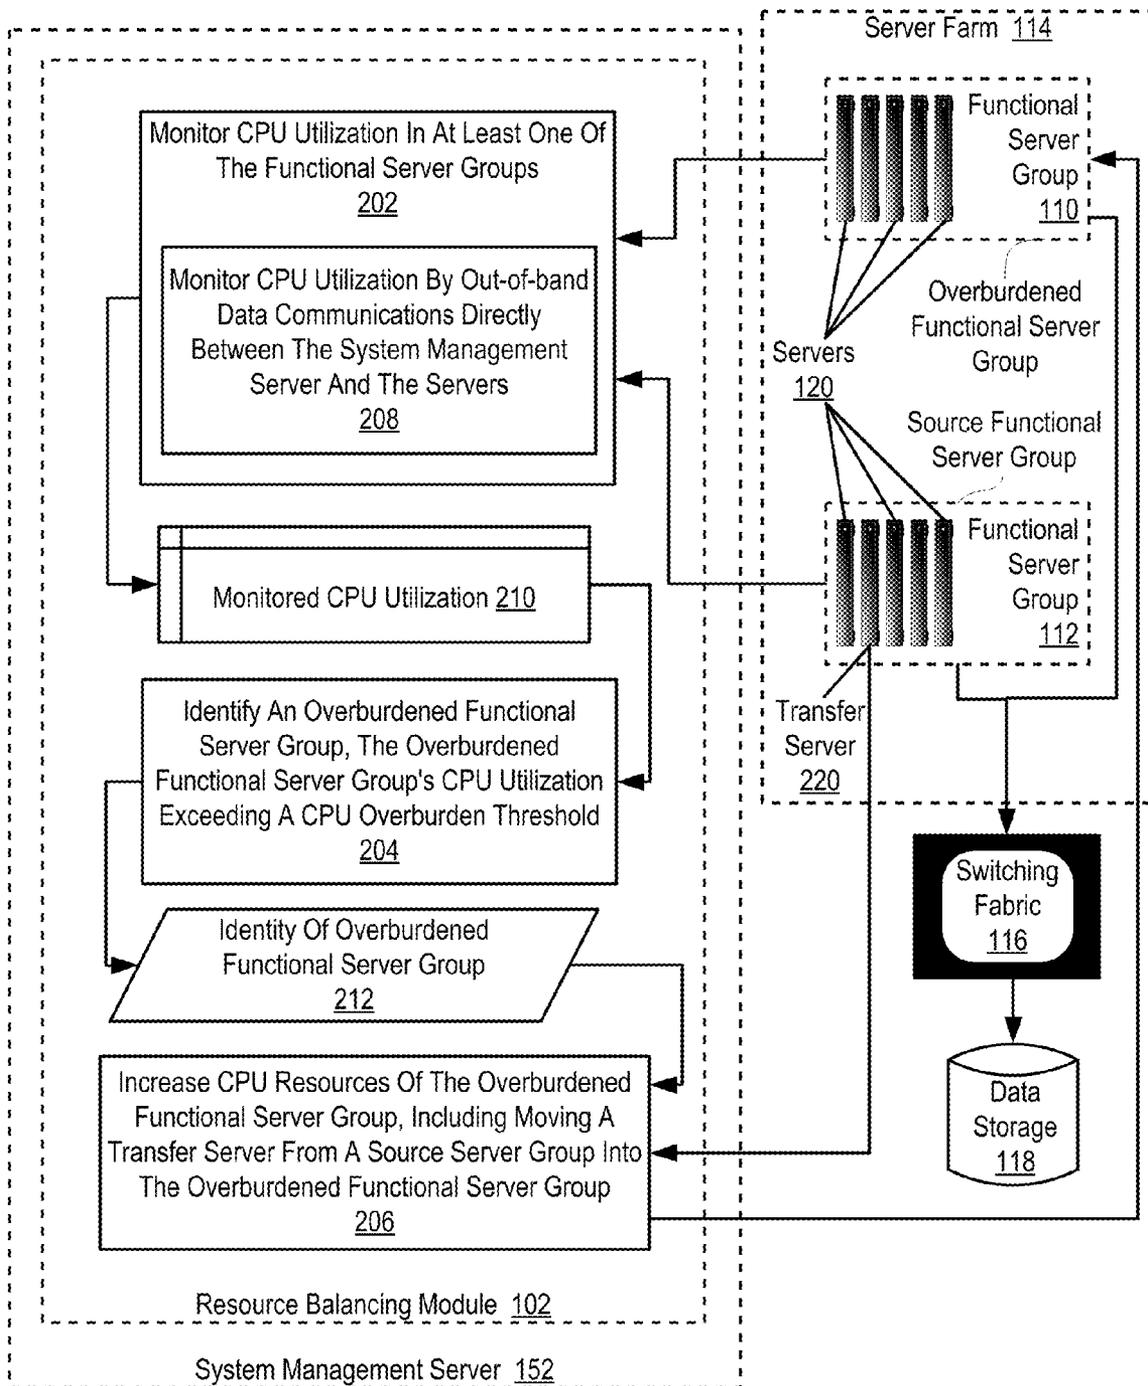 Monitor CPU Utilization In At Least One Of
The Functional Server Groups
202
Monitor CPU Utilization By Out-of-band
Data Communications Directly
Between The System Management
Server And The Servers
208
Monitored CPU Utilization 210
Identify An Overburdened Functional
Server Group, The Overburdened
Functional Server Group's CPU Utilization
Exceeding A CPU Overburden Threshold
204
Identity Of Overburdened
Functional Server Group
212
Increase CPU Resources Of The Overburdened
Functional Server Group, Including Moving A
Transfer Server From A Source Server Group Into
The Overburdened Functional Server Group
206
Resource Balancing Module 102
System Management Server 152
Server Farm 114
Functional
Server
Group
110
Overburdened
Functional Server
Group
Servers
120
Source Functional
Server Group
Functional
Server
Group
112
Transfer
Server
220
Switching
Fabric
116
Data
Storage
118